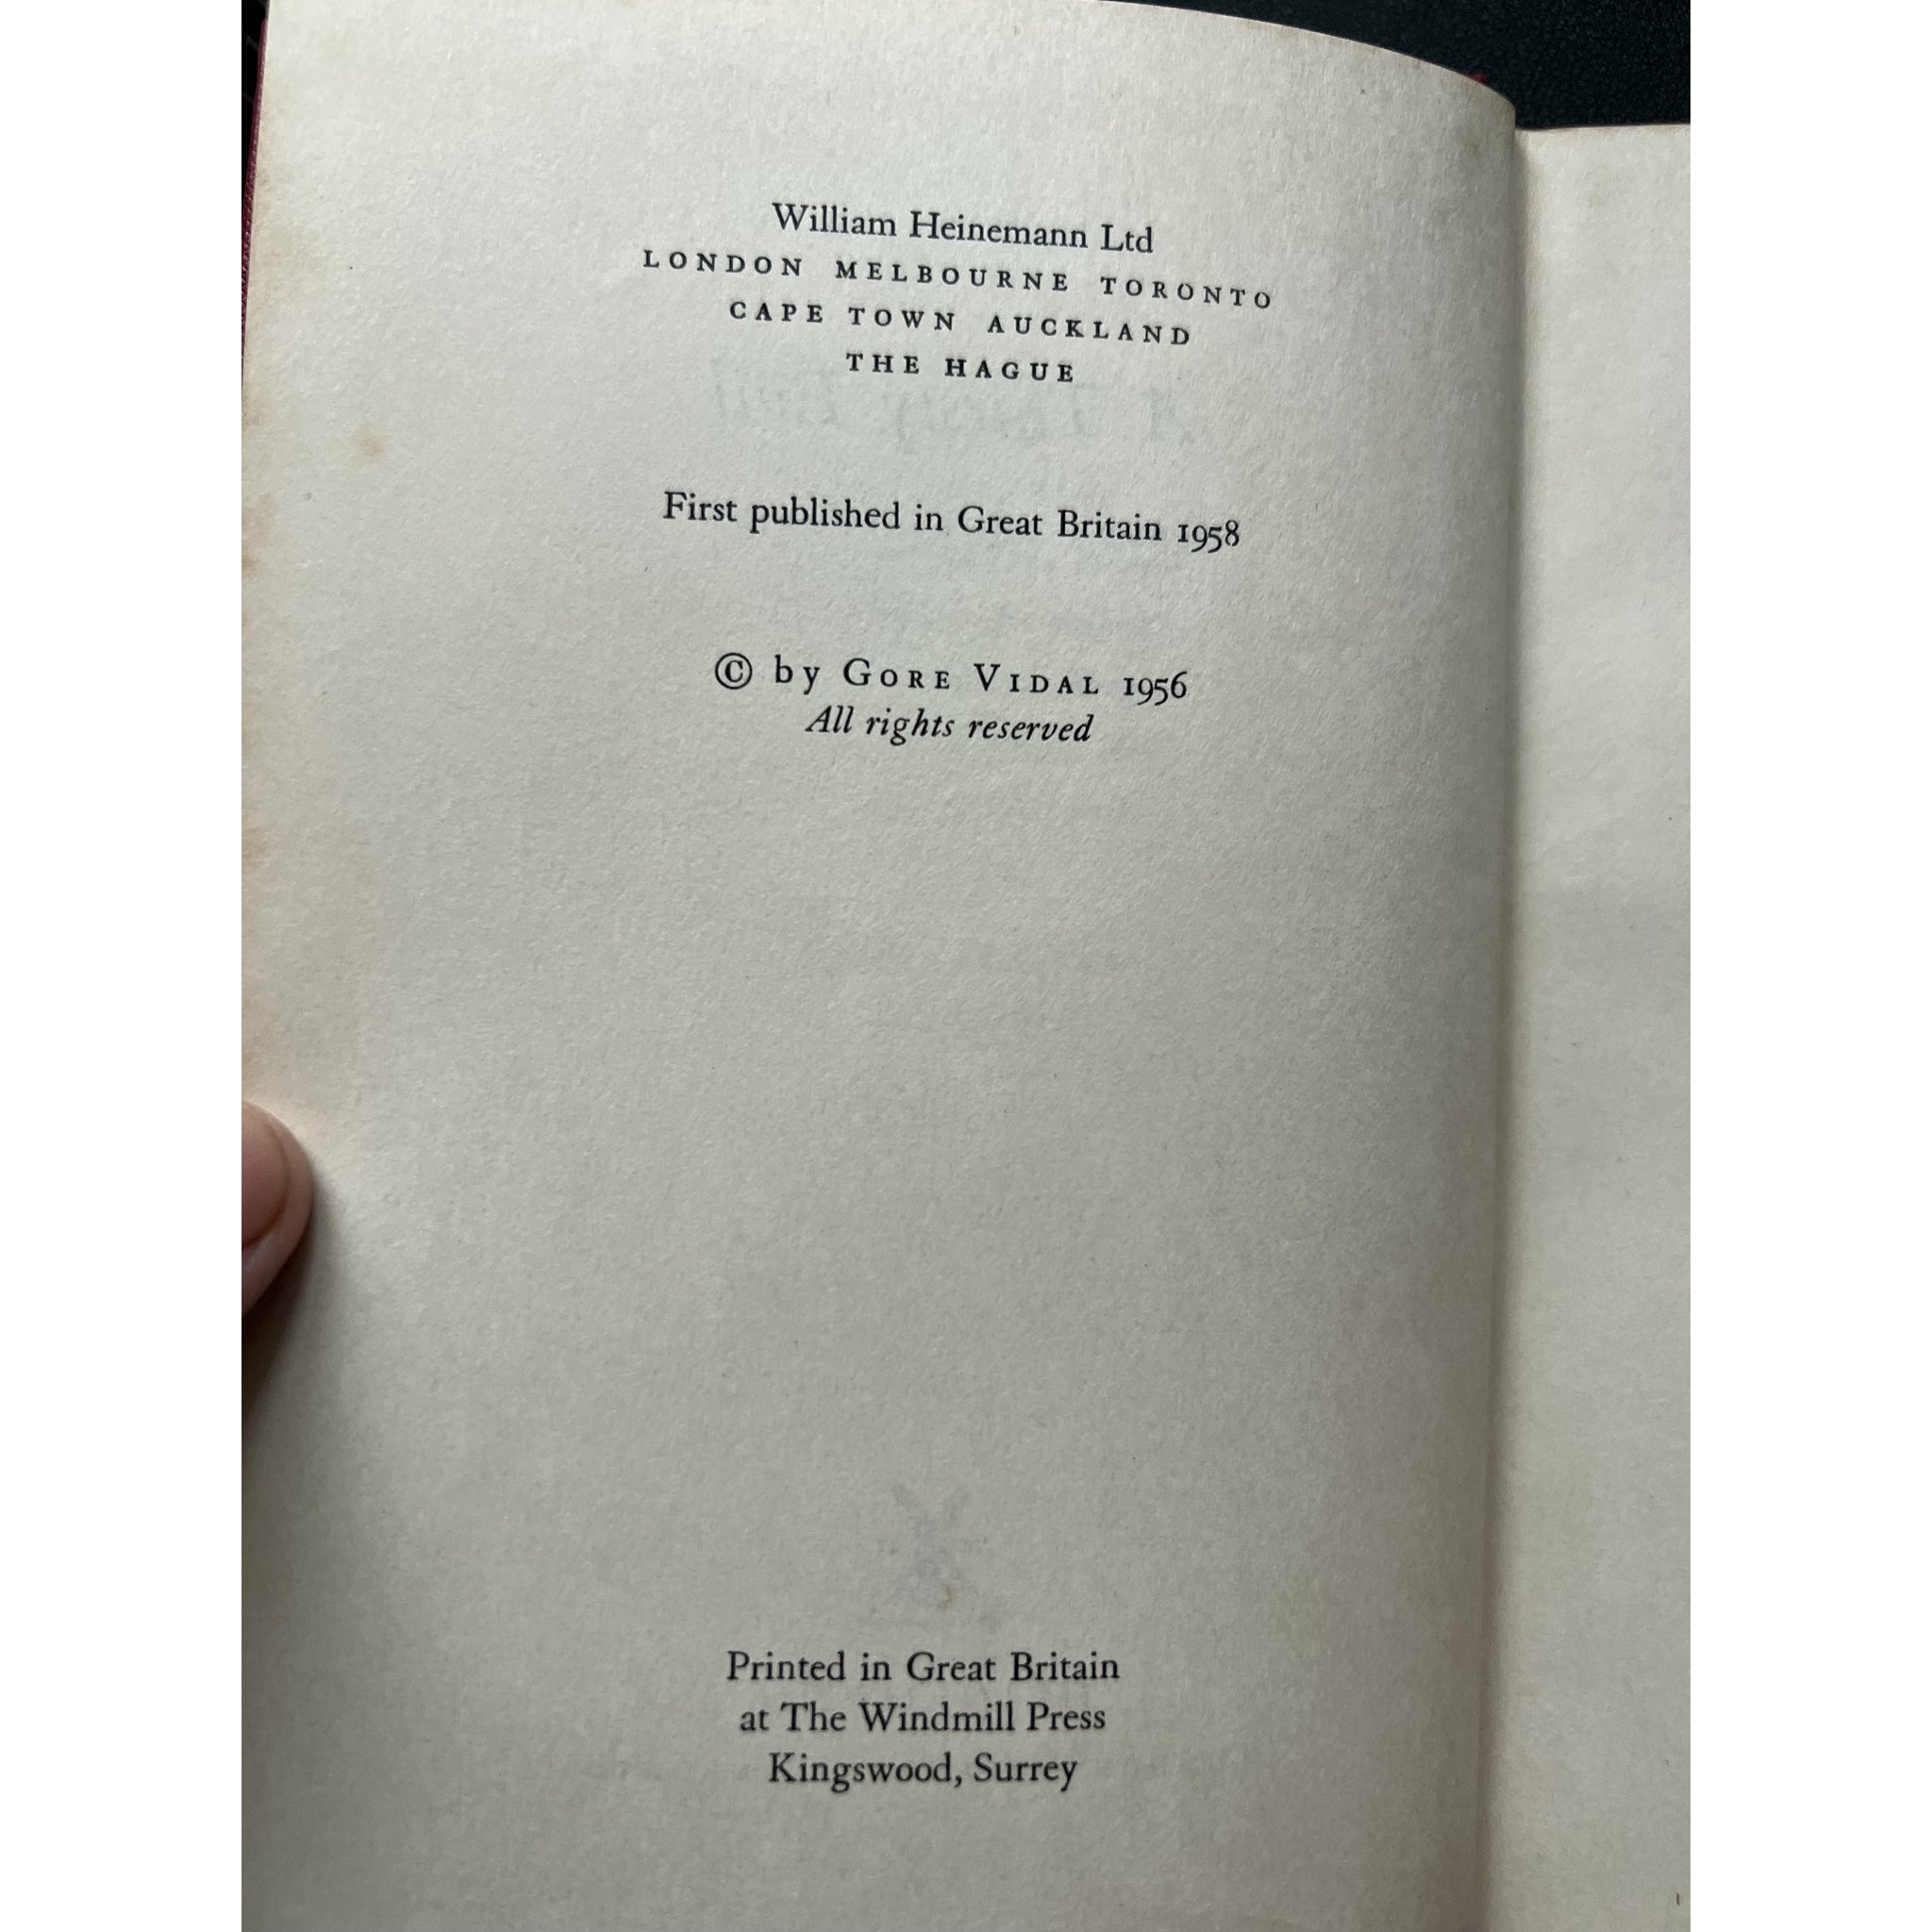 William Heinemann Ltd
LONDON MELBOURNE TORONTO
CAPE TOWN AUCKLAND
THE HAGUE
First published in Great Britain 1958
© by GORE VIDAL 1956
All rights reserved
Printed in Great Britain
at The Windmill Press
Kingswood, Surrey